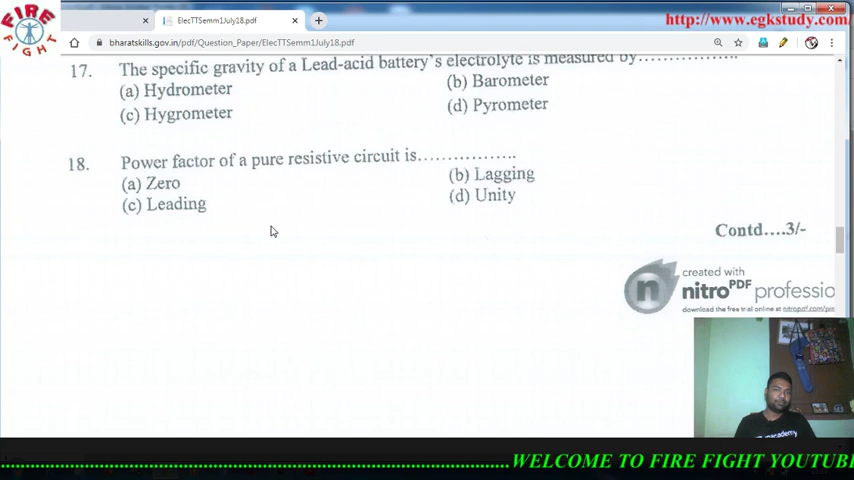 FIRE
FIGHT
ElecTTSemm1July18.pdf
http://www.egkstudy.com
bharatskills.gov.in/pdf/Question_Paper/ElecTTSemm1July18.pdf
17. The specific gravity of a Lead-acid battery's electrolyte is measured by................
(a) Hydrometer (b) Barometer
(c) Hygrometer (d) Pyrometer
18. Power factor of a pure resistive circuit is................
(a) Zero (b) Lagging
(c) Leading (d) Unity
Contd....3/-
created with
nitroPDF professio
download the free trial online at nitropdf.com/pro
academy
WELCOME TO FIRE FIGHT YOUTUBE